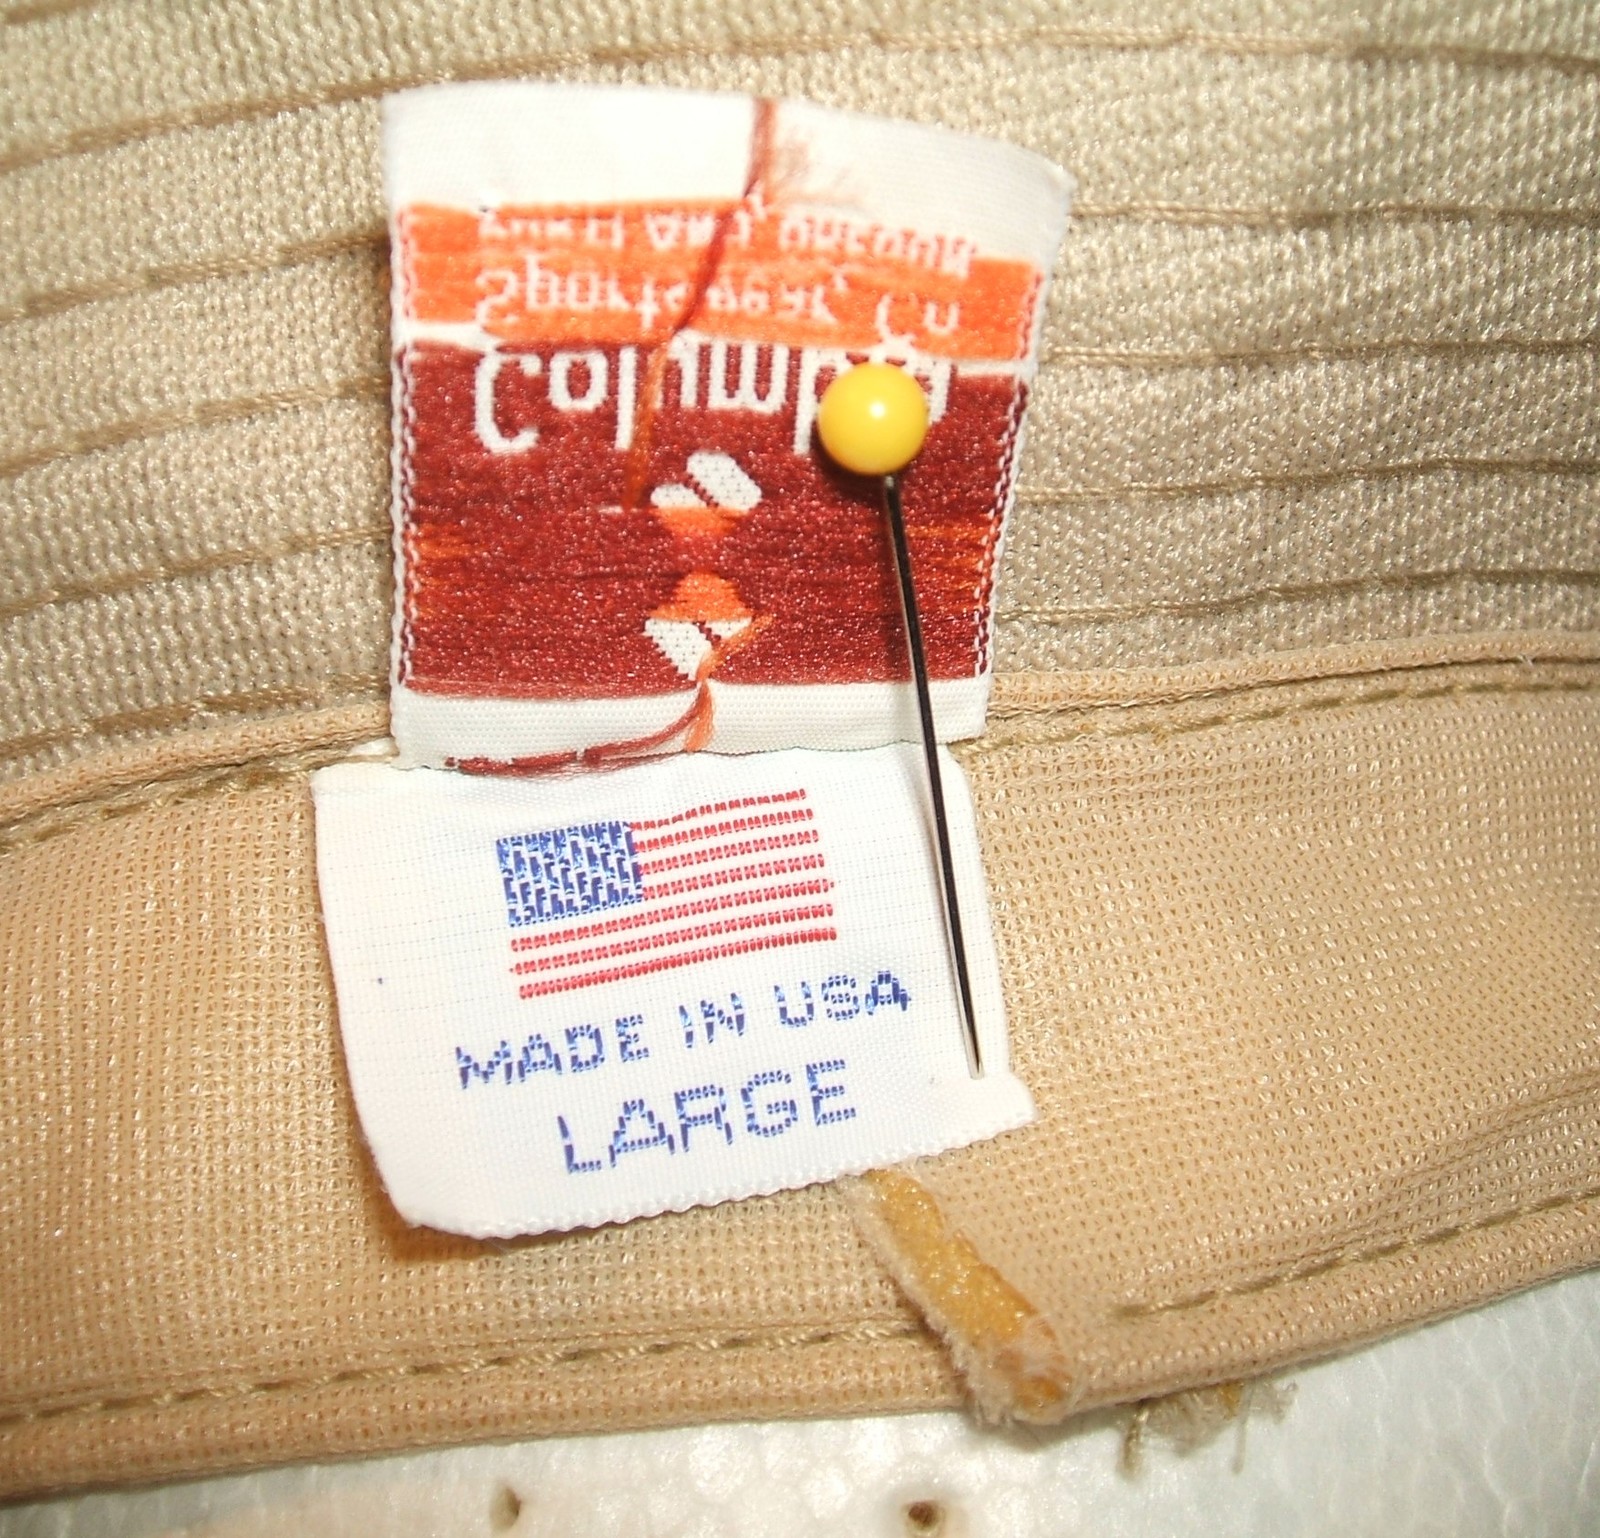 Columbia
Sportswear Co
MADE IN USA
LARGE